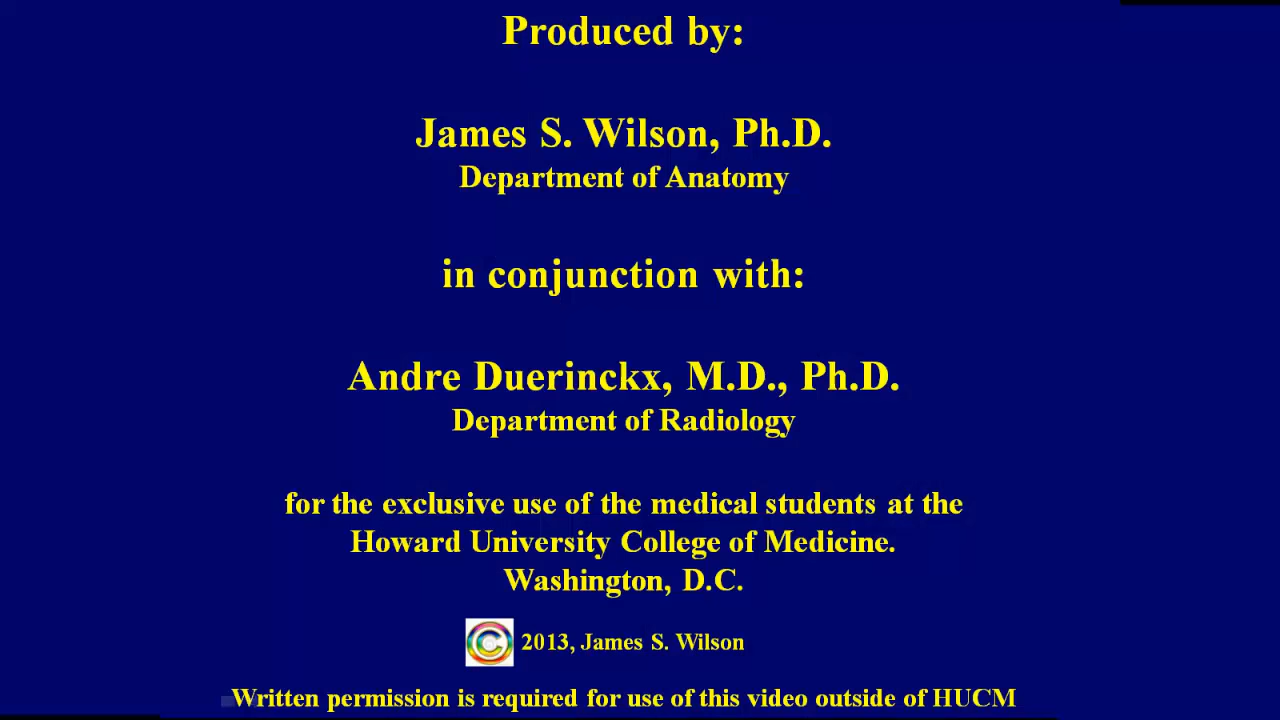 Produced by:
James S. Wilson, Ph.D.
Department of Anatomy
in conjunction with:
Andre Duerinckx, M.D., Ph.D.
Department of Radiology
for the exclusive use of the medical students at the
Howard University College of Medicine.
Washington, D.C.
© 2013, James S. Wilson
Written permission is required for use of this video outside of HUCM